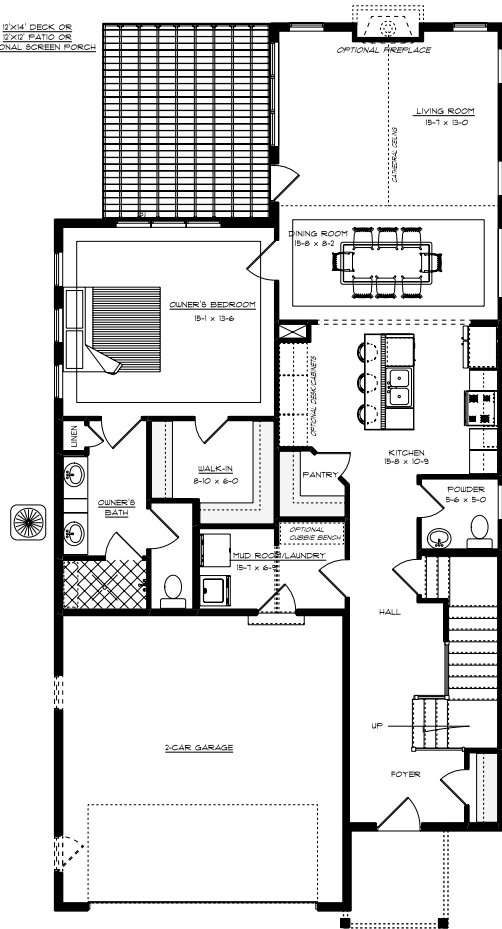 12'X14' DECK OR
12'X12' PATIO OR
ONAL SCREEN PORCH
OPTIONAL FIREPLACE
LIVING ROOM
15-7 x 13-0
CATHEDRAL CEILING
DINING ROOM
15-8 x 8-2
OWNER'S BEDROOM
15-1 x 13-6
OPTIONAL DESK/CABINETS
LINEN
KITCHEN
15-8 x 10-9
WALK-IN
8-10 x 6-0
PANTRY
POWDER
5-6 x 5-0
OWNER'S
BATH
OPTIONAL
CUBBIE BENCH
MUD ROOM/LAUNDRY
15-7 x 6-
HALL
UP
2-CAR GARAGE
FOYER